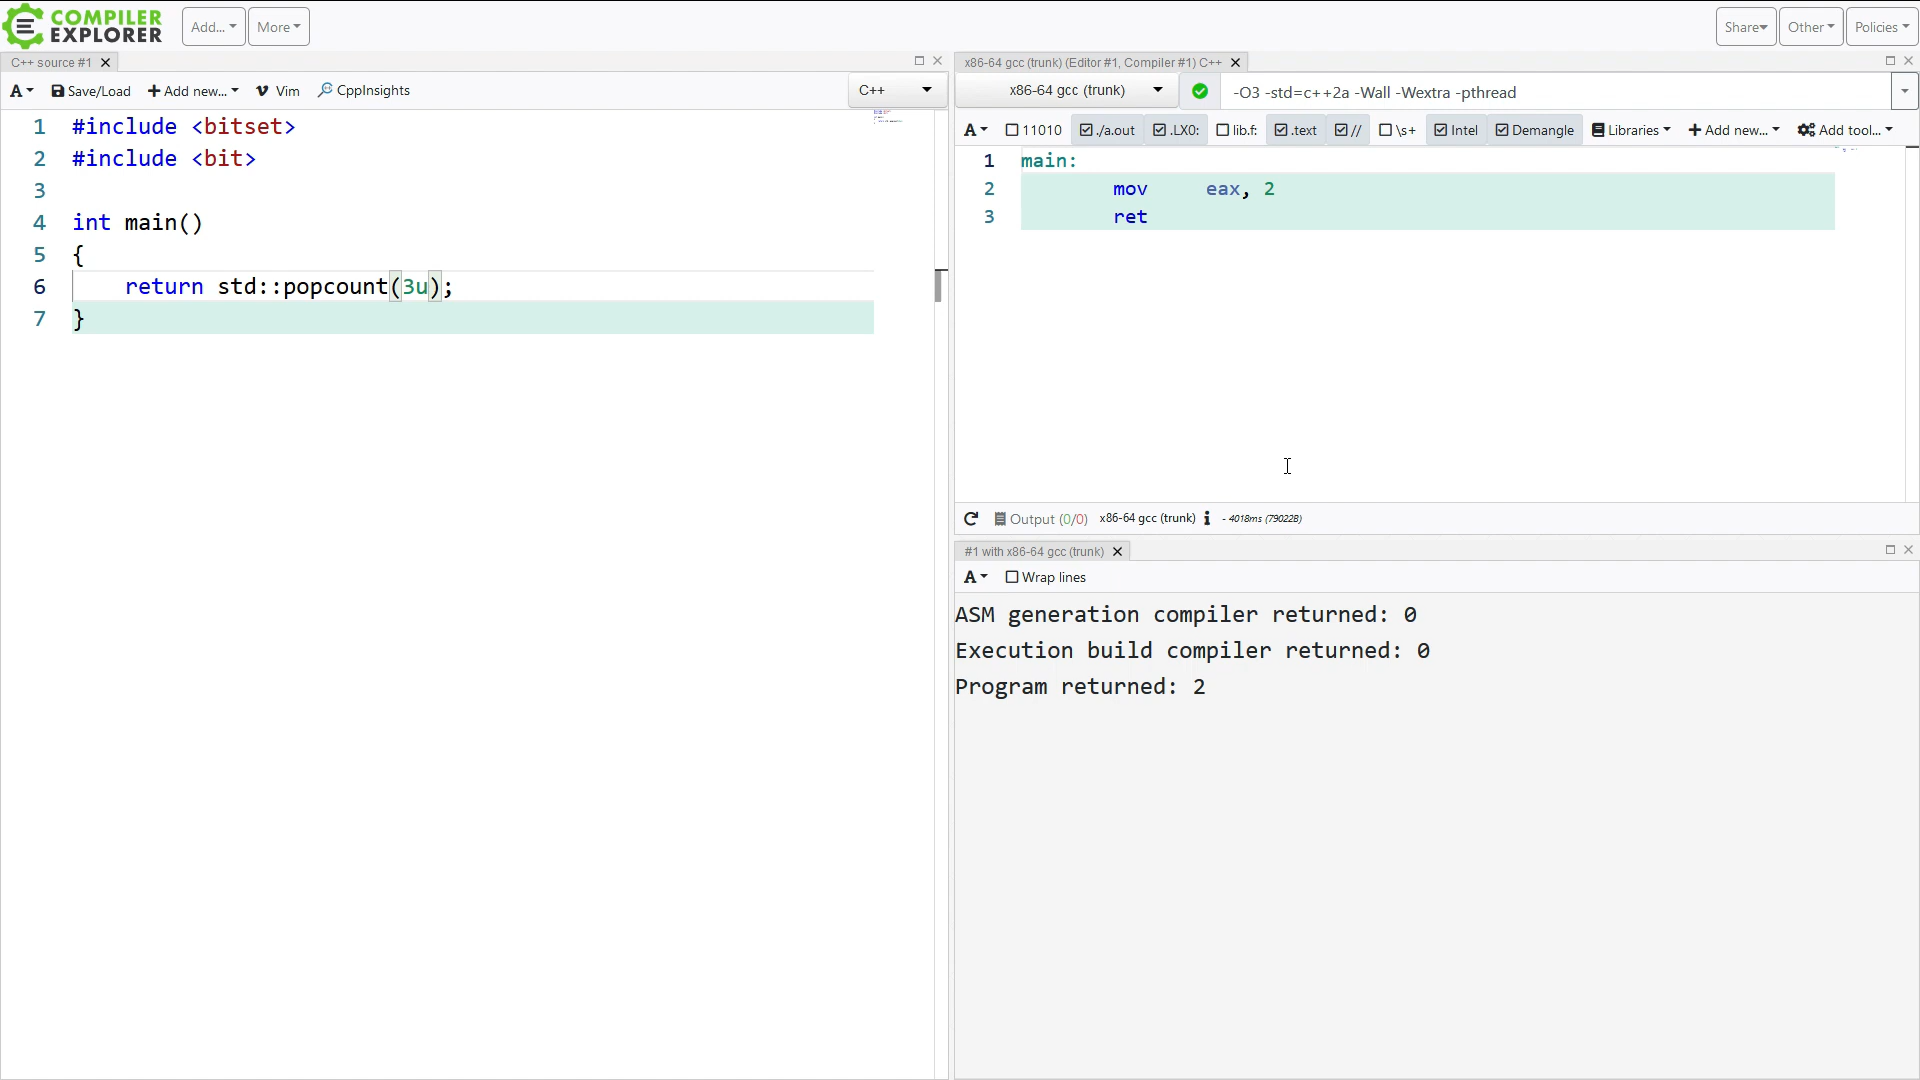 COMPILER
EXPLORER
Add...
More
Share
Other
Policies
C++ source #1
A
Save/Load
Add new...
Vim
CppInsights
C++
1 #include <bitset>
2 #include <bit>
3
4 int main()
5 {
6     return std::popcount(3u);
7 }
x86-64 gcc (trunk) (Editor #1, Compiler #1) C++
x86-64 gcc (trunk)
-O3 -std=c++2a -Wall -Wextra -pthread
A
11010
./a.out
.LX0:
lib.f:
.text
//
\s+
Intel
Demangle
Libraries
Add new...
Add tool...
1 main:
2         mov     eax, 2
3         ret
Output (0/0) x86-64 gcc (trunk) i - 4018ms (79022B)
#1 with x86-64 gcc (trunk)
A
Wrap lines
ASM generation compiler returned: 0
Execution build compiler returned: 0
Program returned: 2